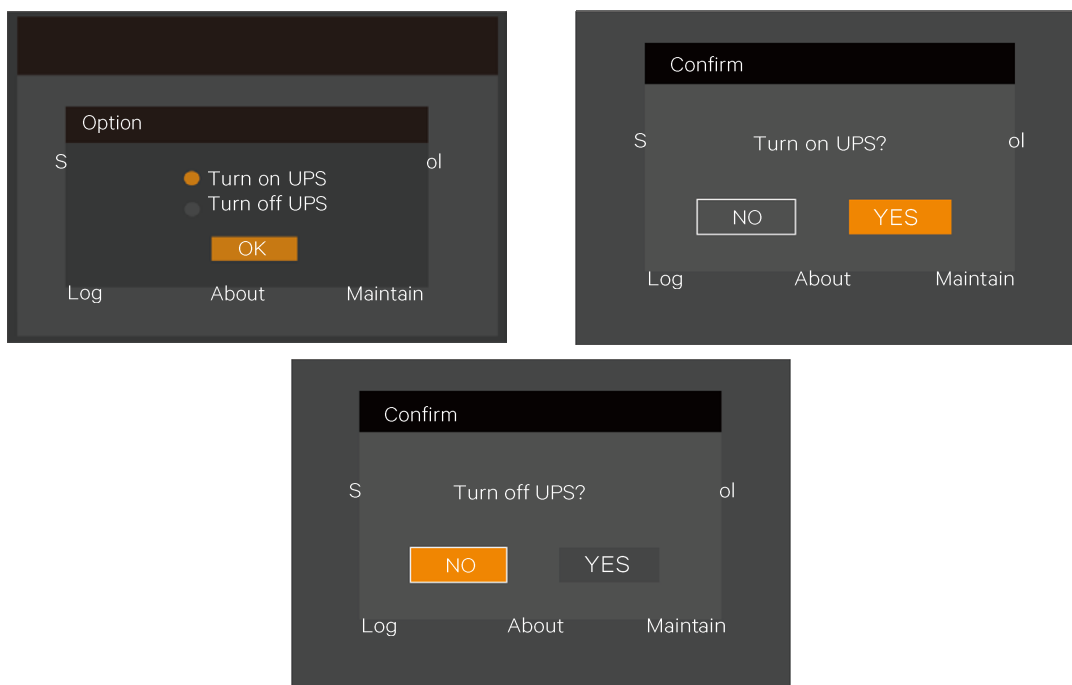 Option
S
ol
Turn on UPS
Turn off UPS
OK
Log About Maintain
Confirm
S Turn on UPS? ol
NO YES
Log About Maintain
Confirm
S Turn off UPS? ol
NO YES
Log About Maintain